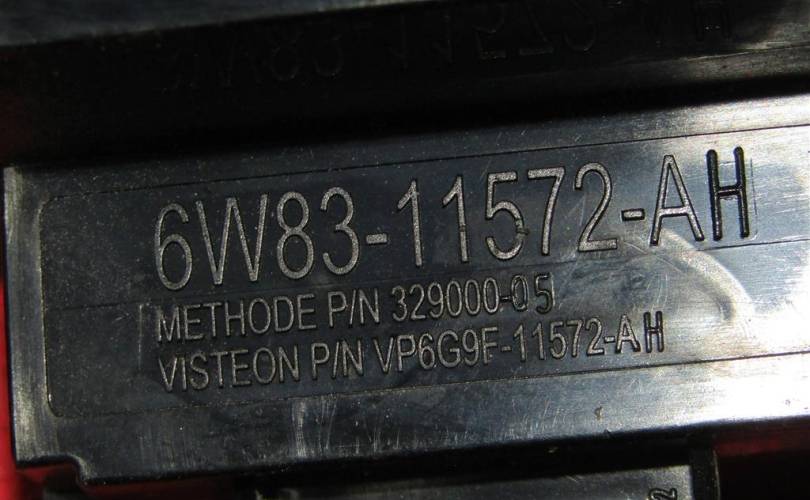 6W83-11572-AH
METHODE P/N 329000-05
VISTEON P/N VP6G9F-11572-AH